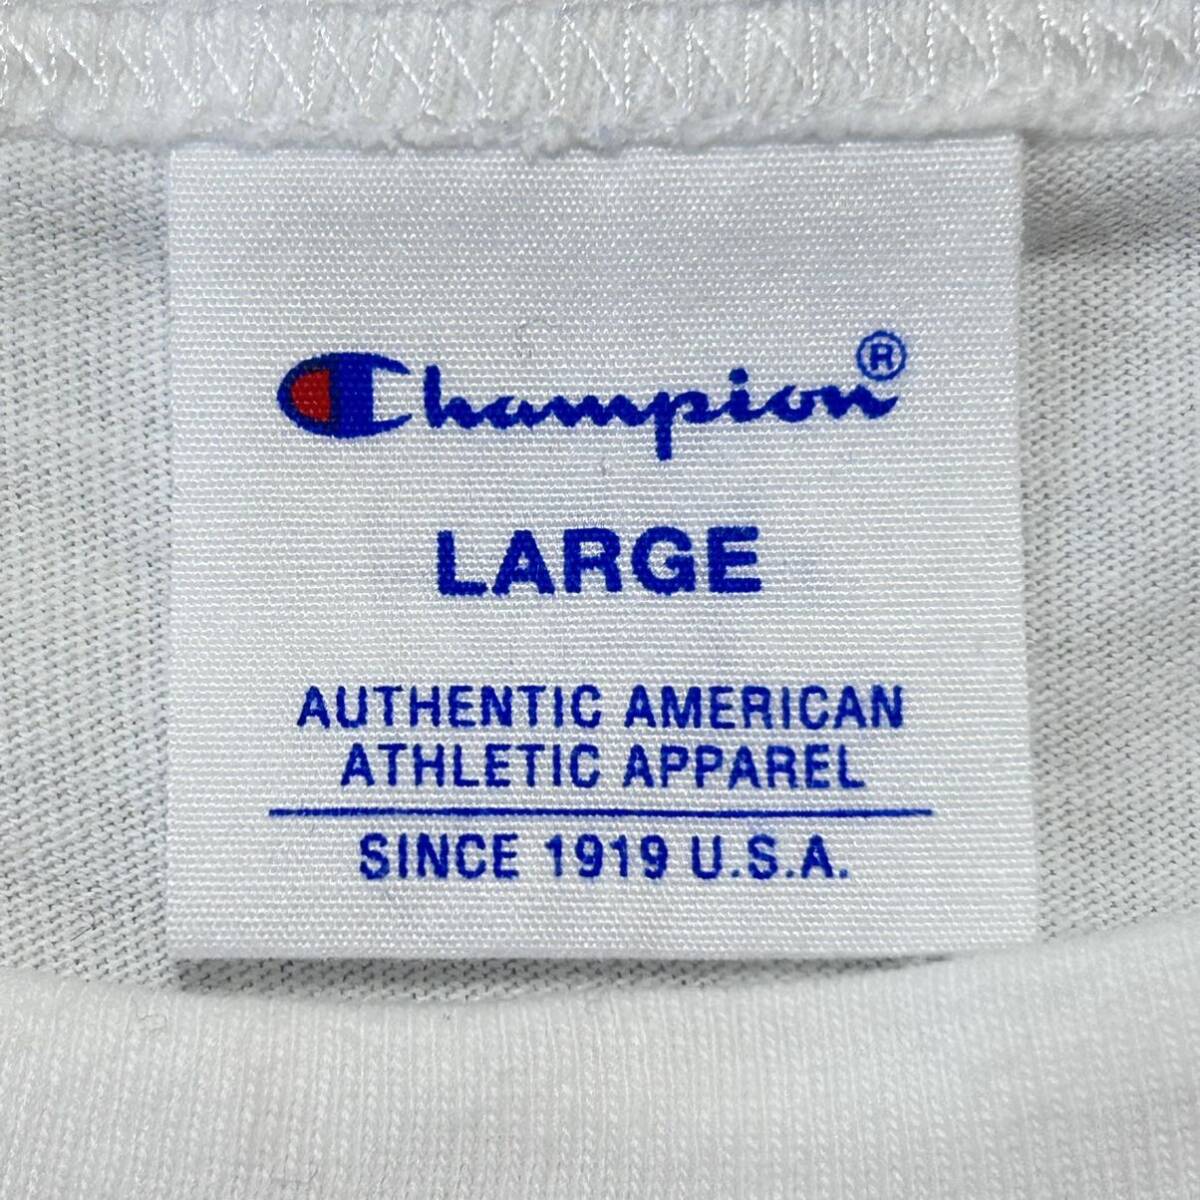 Champion®
LARGE
AUTHENTIC AMERICAN
ATHLETIC APPAREL
SINCE 1919 U.S.A.